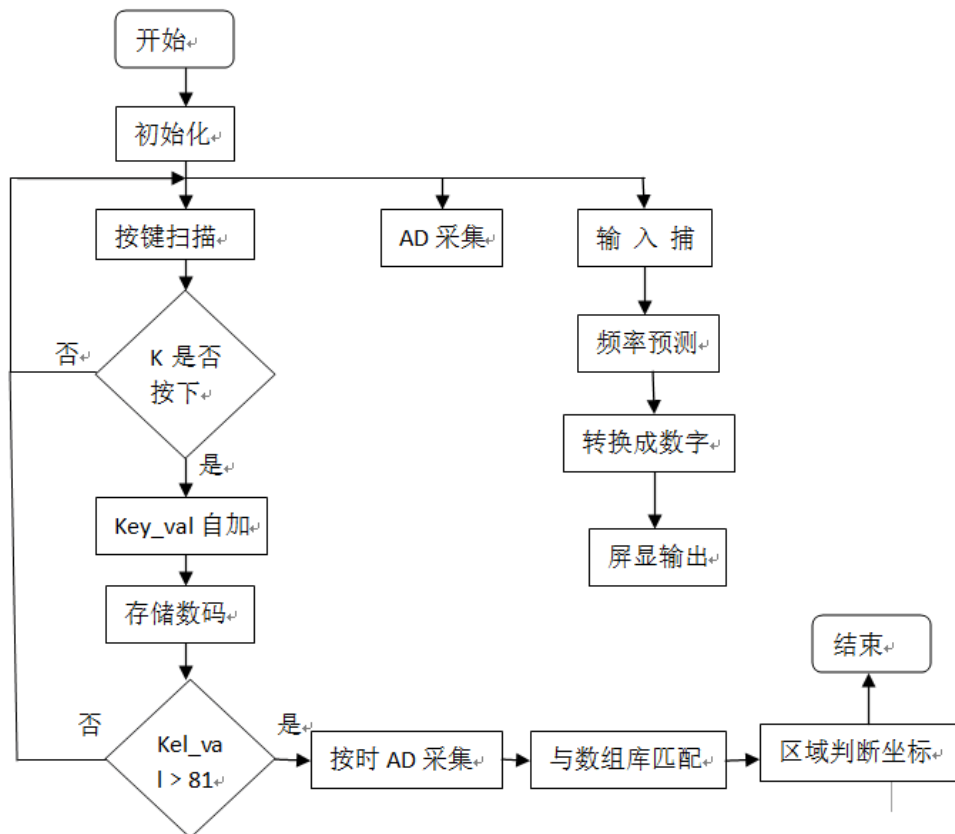 开始
初始化
按键扫描
AD 采集
输 入 捕
否
K 是否
按下
频率预测
转换成数字
是
Key_val 自加
屏显输出
存储数码
结束
否
Kel_va
l > 81
是
按时 AD 采集
与数组库匹配
区域判断坐标